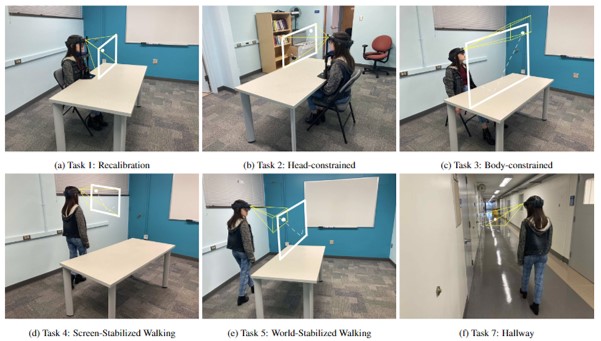 (a) Task 1: Recalibration
(b) Task 2: Head-constrained
(c) Task 3: Body-constrained
(d) Task 4: Screen-Stabilized Walking
(e) Task 5: World-Stabilized Walking
(f) Task 7: Hallway